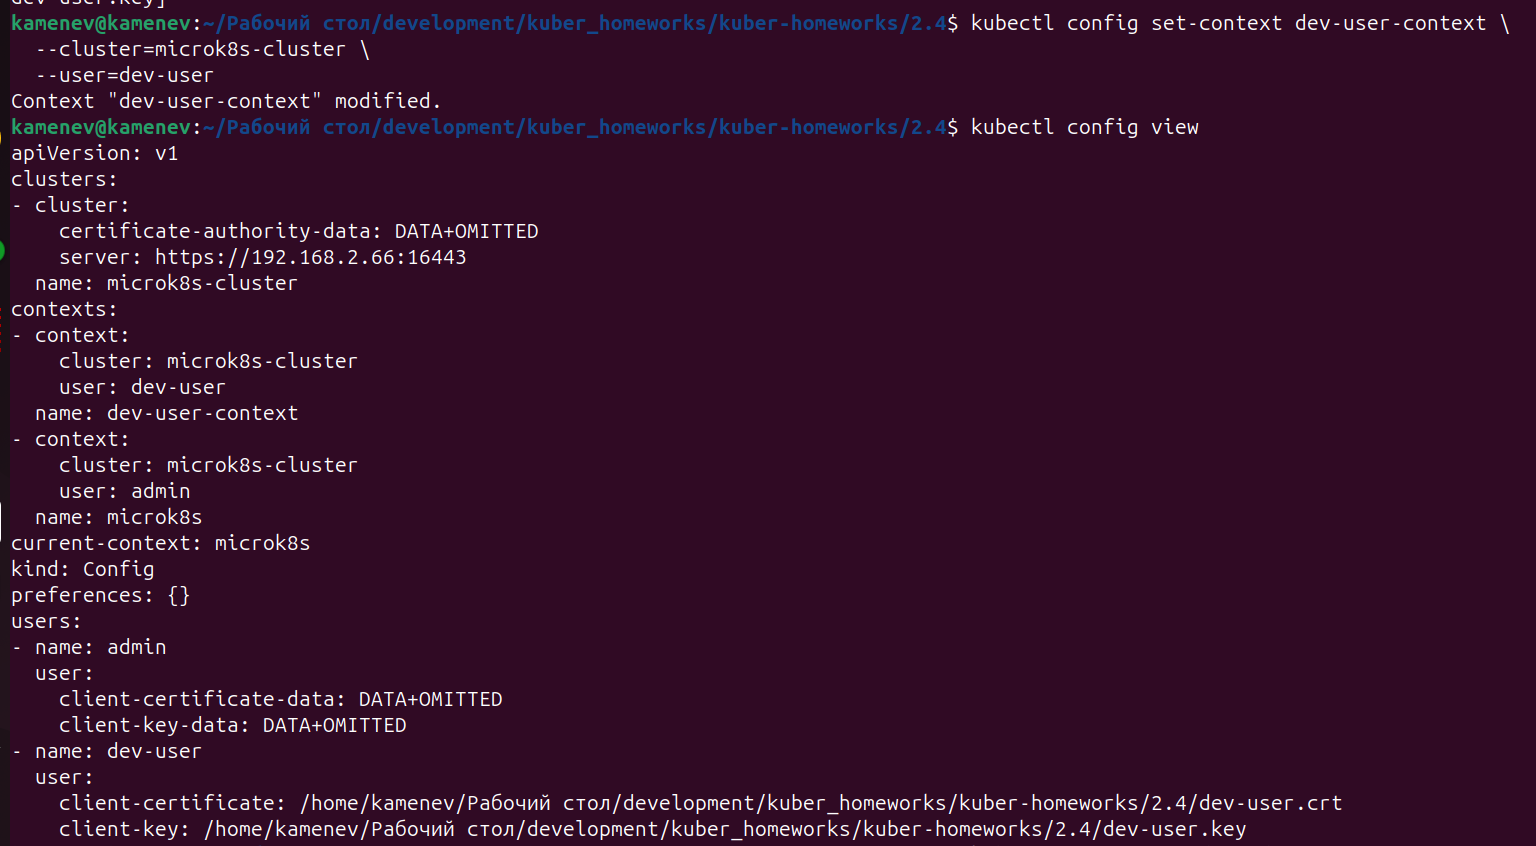 dev-user.key]
kamenev@kamenev:~/Рабочий стол/development/kuber_homeworks/kuber-homeworks/2.4$ kubectl config set-context dev-user-context \
  --cluster=microk8s-cluster \
  --user=dev-user
Context "dev-user-context" modified.
kamenev@kamenev:~/Рабочий стол/development/kuber_homeworks/kuber-homeworks/2.4$ kubectl config view
apiVersion: v1
clusters:
- cluster:
    certificate-authority-data: DATA+OMITTED
    server: https://192.168.2.66:16443
  name: microk8s-cluster
contexts:
- context:
    cluster: microk8s-cluster
    user: dev-user
  name: dev-user-context
- context:
    cluster: microk8s-cluster
    user: admin
  name: microk8s
current-context: microk8s
kind: Config
preferences: {}
users:
- name: admin
  user:
    client-certificate-data: DATA+OMITTED
    client-key-data: DATA+OMITTED
- name: dev-user
  user:
    client-certificate: /home/kamenev/Рабочий стол/development/kuber_homeworks/kuber-homeworks/2.4/dev-user.crt
    client-key: /home/kamenev/Рабочий стол/development/kuber_homeworks/kuber-homeworks/2.4/dev-user.key